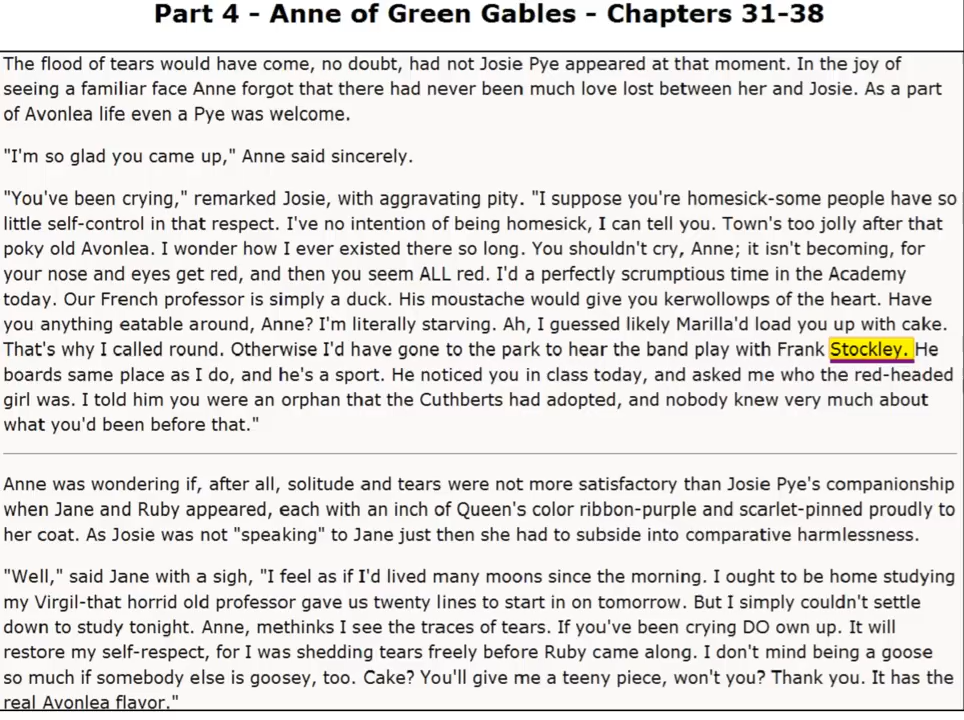 Part 4 - Anne of Green Gables - Chapters 31-38
The flood of tears would have come, no doubt, had not Josie Pye appeared at that moment. In the joy of
seeing a familiar face Anne forgot that there had never been much love lost between her and Josie. As a part
of Avonlea life even a Pye was welcome.
"I'm so glad you came up," Anne said sincerely.
"You've been crying," remarked Josie, with aggravating pity. "I suppose you're homesick-some people have so
little self-control in that respect. I've no intention of being homesick, I can tell you. Town's too jolly after that
poky old Avonlea. I wonder how I ever existed there so long. You shouldn't cry, Anne; it isn't becoming, for
your nose and eyes get red, and then you seem ALL red. I'd a perfectly scrumptious time in the Academy
today. Our French professor is simply a duck. His moustache would give you kerwollowps of the heart. Have
you anything eatable around, Anne? I'm literally starving. Ah, I guessed likely Marilla'd load you up with cake.
That's why I called round. Otherwise I'd have gone to the park to hear the band play with Frank Stockley. He
boards same place as I do, and he's a sport. He noticed you in class today, and asked me who the red-headed
girl was. I told him you were an orphan that the Cuthberts had adopted, and nobody knew very much about
what you'd been before that."
Anne was wondering if, after all, solitude and tears were not more satisfactory than Josie Pye's companionship
when Jane and Ruby appeared, each with an inch of Queen's color ribbon-purple and scarlet-pinned proudly to
her coat. As Josie was not "speaking" to Jane just then she had to subside into comparative harmlessness.
"Well," said Jane with a sigh, "I feel as if I'd lived many moons since the morning. I ought to be home studying
my Virgil-that horrid old professor gave us twenty lines to start in on tomorrow. But I simply couldn't settle
down to study tonight. Anne, methinks I see the traces of tears. If you've been crying DO own up. It will
restore my self-respect, for I was shedding tears freely before Ruby came along. I don't mind being a goose
so much if somebody else is goosey, too. Cake? You'll give me a teeny piece, won't you? Thank you. It has the
real Avonlea flavor."